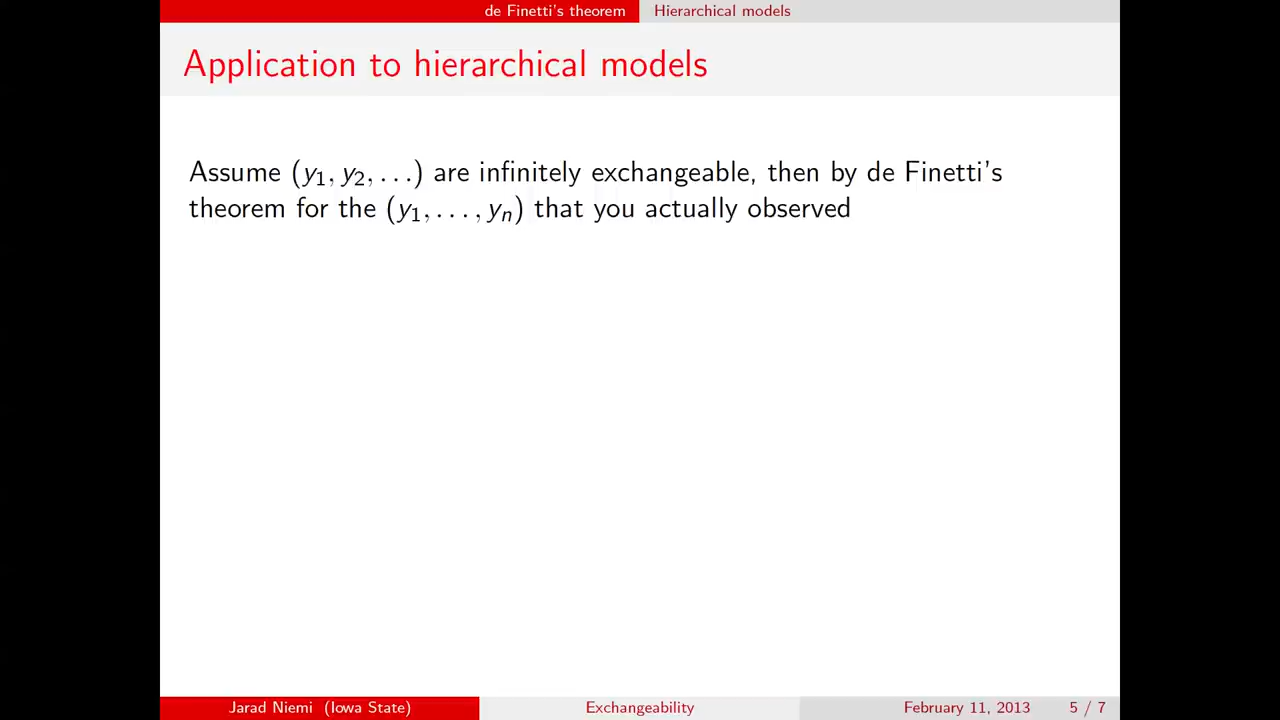 de Finetti's theorem Hierarchical models
Application to hierarchical models
Assume (y₁, y₂, . . .) are infinitely exchangeable, then by de Finetti's
theorem for the (y₁, . . . , yₙ) that you actually observed
Jarad Niemi (Iowa State) Exchangeability February 11, 2013 5 / 7